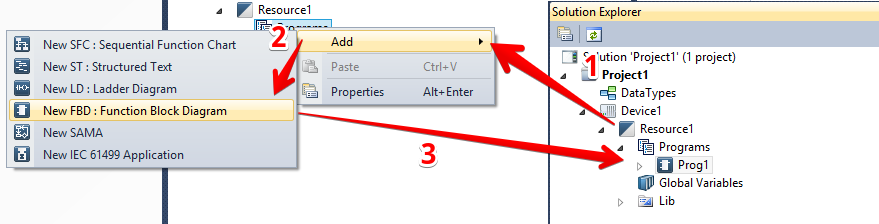 Resource1
Programs
New SFC : Sequential Function Chart
New ST : Structured Text
New LD : Ladder Diagram
New FBD : Function Block Diagram
New SAMA
New IEC 61499 Application
2
Add
Paste Ctrl+V
Properties Alt+Enter
3
1
Solution Explorer
Solution 'Project1' (1 project)
Project1
DataTypes
Device1
Resource1
Programs
Prog1
Global Variables
Lib